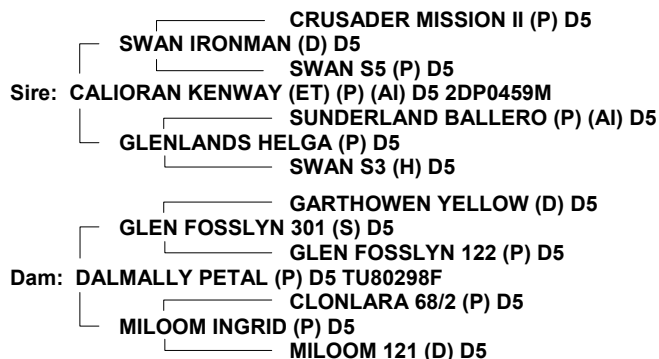 CRUSADER MISSION II (P) D5
SWAN IRONMAN (D) D5
SWAN S5 (P) D5
Sire: CALIORAN KENWAY (ET) (P) (AI) D5 2DP0459M
SUNDERLAND BALLERO (P) (AI) D5
GLENLANDS HELGA (P) D5
SWAN S3 (H) D5
GARTHOWEN YELLOW (D) D5
GLEN FOSSLYN 301 (S) D5
GLEN FOSSLYN 122 (P) D5
Dam: DALMALLY PETAL (P) D5 TU80298F
CLONLARA 68/2 (P) D5
MILOOM INGRID (P) D5
MILOOM 121 (D) D5